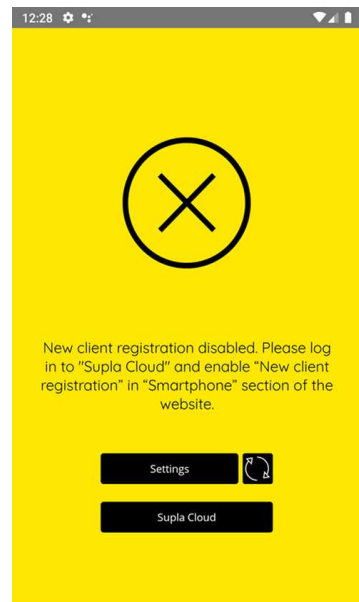 12:28
New client registration disabled. Please log
in to "Supla Cloud" and enable “New client
registration” in “Smartphone” section of the
website.
Settings
Supla Cloud